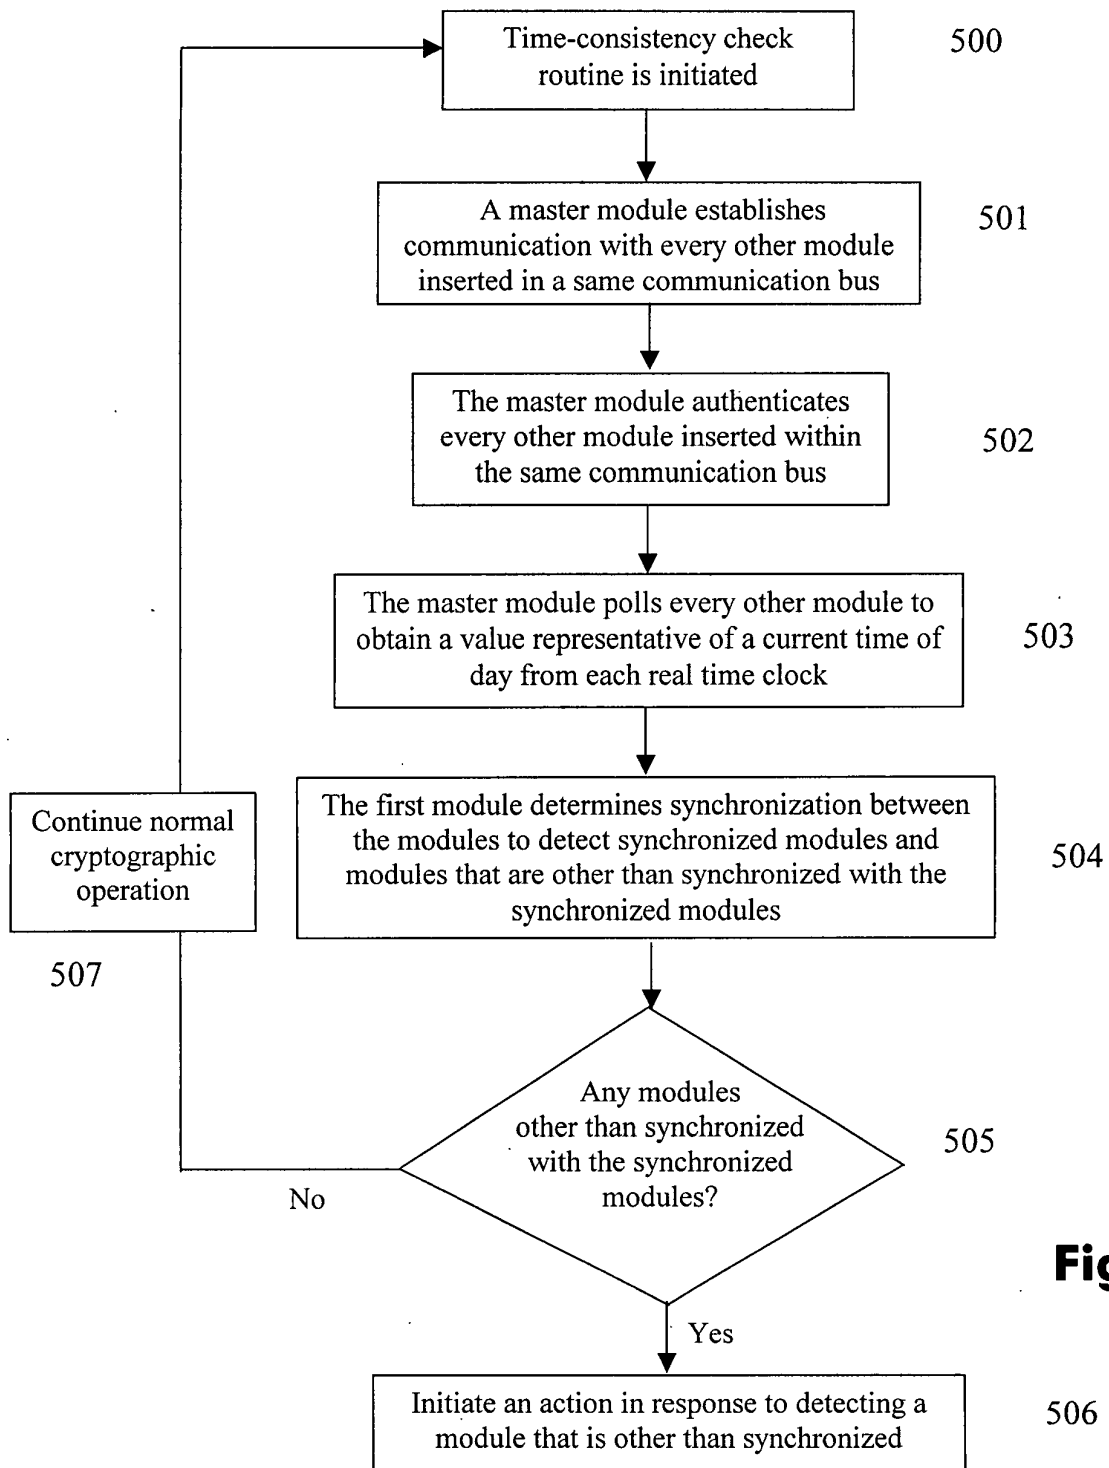 Time-consistency check
routine is initiated
500
A master module establishes
communication with every other module
inserted in a same communication bus
501
The master module authenticates
every other module inserted within
the same communication bus
502
The master module polls every other module to
obtain a value representative of a current time of
day from each real time clock
503
The first module determines synchronization between
the modules to detect synchronized modules and
modules that are other than synchronized with the
synchronized modules
504
Continue normal
cryptographic
operation
507
Any modules
other than synchronized
with the synchronized
modules?
505
No
Yes
Fig
Initiate an action in response to detecting a
module that is other than synchronized
506